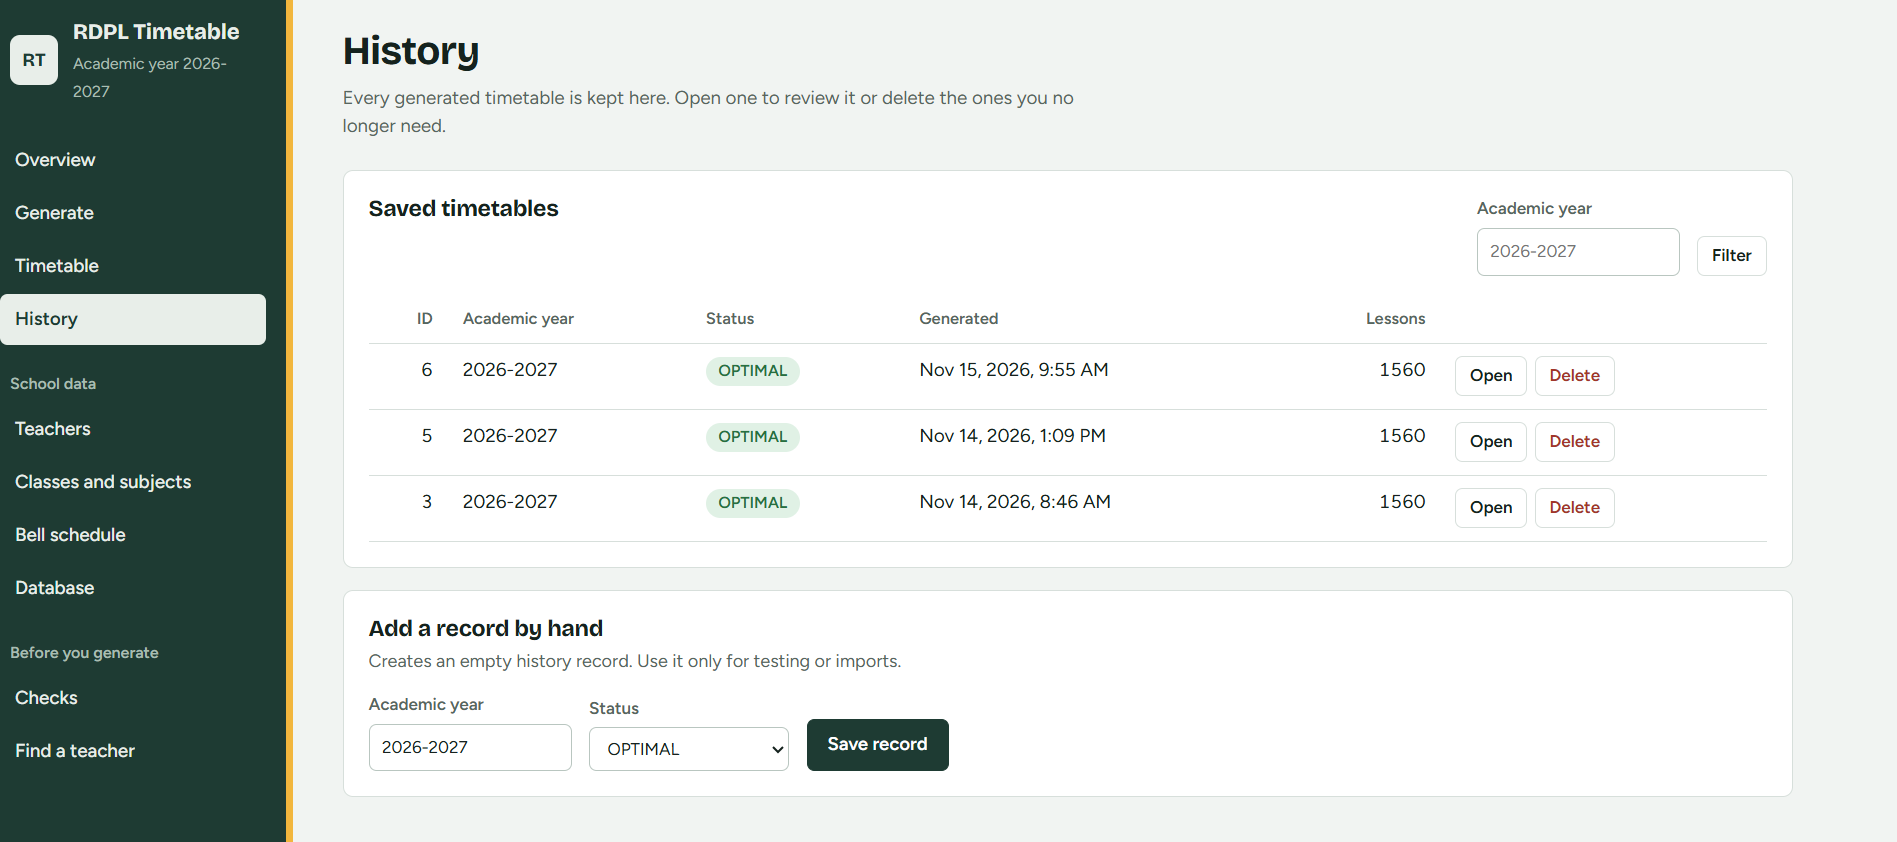 RT
RDPL Timetable
Academic year 2026-
2027
Overview
Generate
Timetable
History
School data
Teachers
Classes and subjects
Bell schedule
Database
Before you generate
Checks
Find a teacher
History
Every generated timetable is kept here. Open one to review it or delete the ones you no
longer need.
Saved timetables
Academic year
2026-2027
Filter
ID Academic year Status Generated Lessons
6 2026-2027 OPTIMAL Nov 15, 2026, 9:55 AM 1560 Open Delete
5 2026-2027 OPTIMAL Nov 14, 2026, 1:09 PM 1560 Open Delete
3 2026-2027 OPTIMAL Nov 14, 2026, 8:46 AM 1560 Open Delete
Add a record by hand
Creates an empty history record. Use it only for testing or imports.
Academic year Status
2026-2027 OPTIMAL Save record